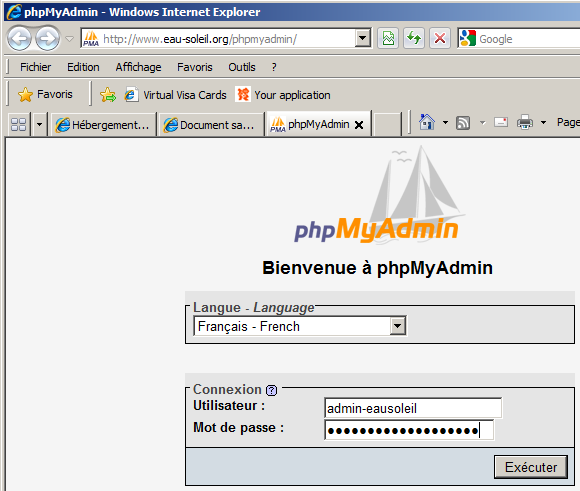 phpMyAdmin - Windows Internet Explorer
PMA http://www.eau-soleil.org/phpmyadmin/ Google
Fichier Edition Affichage Favoris Outils ?
Favoris Virtual Visa Cards Your application
Hébergement... Document sa... PMA phpMyAdmin Page
phpMyAdmin
Bienvenue à phpMyAdmin
Langue - Language
Français - French
Connexion ?
Utilisateur : admin-eausoleil
Mot de passe : ●●●●●●●●●●●●●●●●●●●
Exécuter